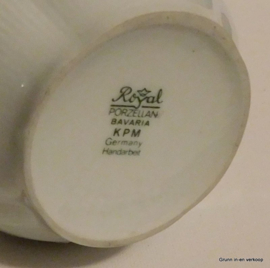 Royal
PORZELLAN
BAVARIA
KPM
Germany
Handarbeit
Grunn in en verkoop